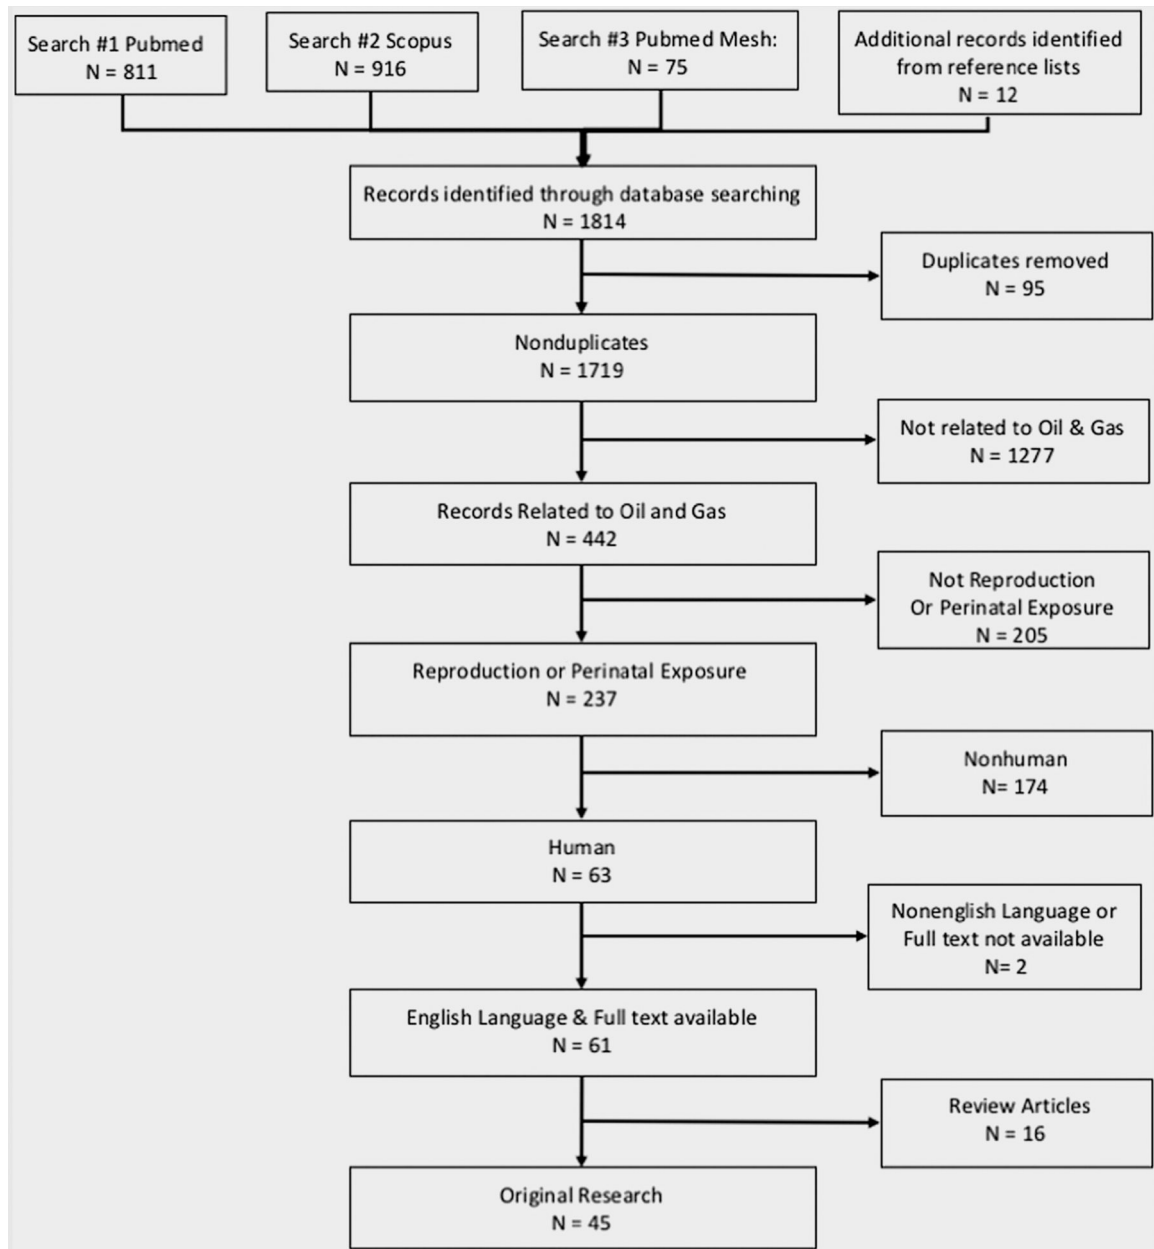 Search #1 Pubmed
N = 811
Search #2 Scopus
N = 916
Search #3 Pubmed Mesh:
N = 75
Additional records identified
from reference lists
N = 12
Records identified through database searching
N = 1814
Duplicates removed
N = 95
Nonduplicates
N = 1719
Not related to Oil & Gas
N = 1277
Records Related to Oil and Gas
N = 442
Not Reproduction
Or Perinatal Exposure
N = 205
Reproduction or Perinatal Exposure
N = 237
Nonhuman
N= 174
Human
N = 63
Nonenglish Language or
Full text not available
N= 2
English Language & Full text available
N = 61
Review Articles
N = 16
Original Research
N = 45